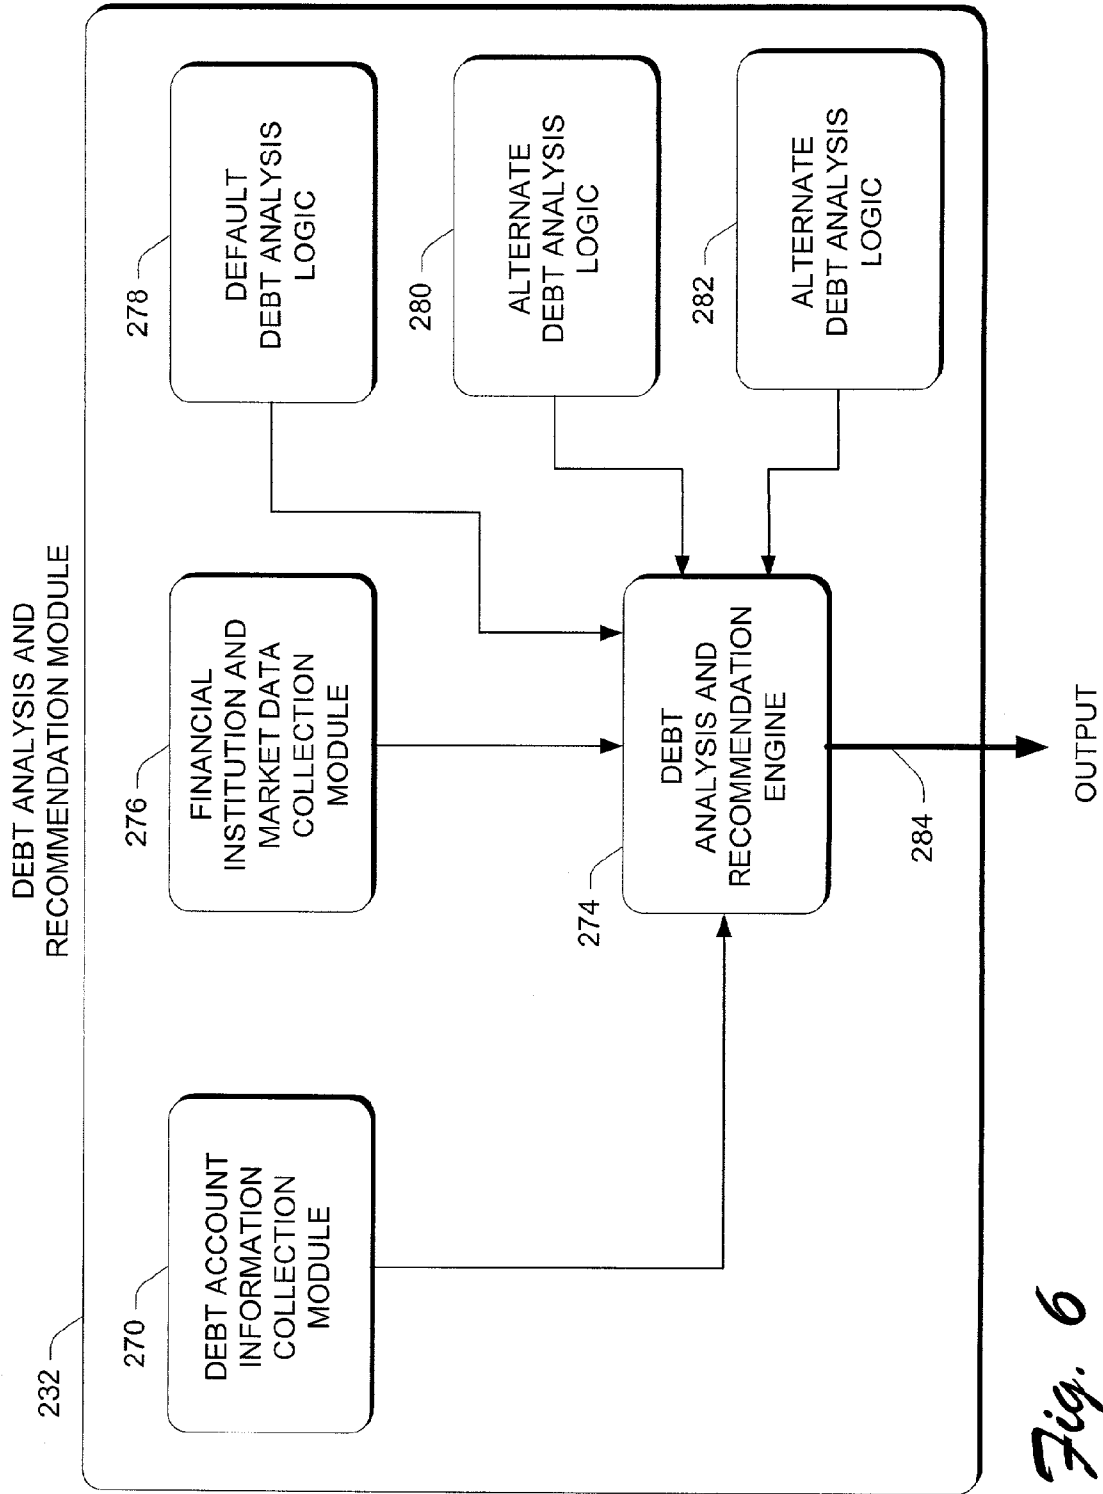 DEBT ANALYSIS AND
RECOMMENDATION MODULE
232
270
DEBT ACCOUNT
INFORMATION
COLLECTION
MODULE
276
FINANCIAL
INSTITUTION AND
MARKET DATA
COLLECTION
MODULE
278
DEFAULT
DEBT ANALYSIS
LOGIC
280
ALTERNATE
DEBT ANALYSIS
LOGIC
282
ALTERNATE
DEBT ANALYSIS
LOGIC
274
DEBT
ANALYSIS AND
RECOMMENDATION
ENGINE
284
OUTPUT
Fig. 6